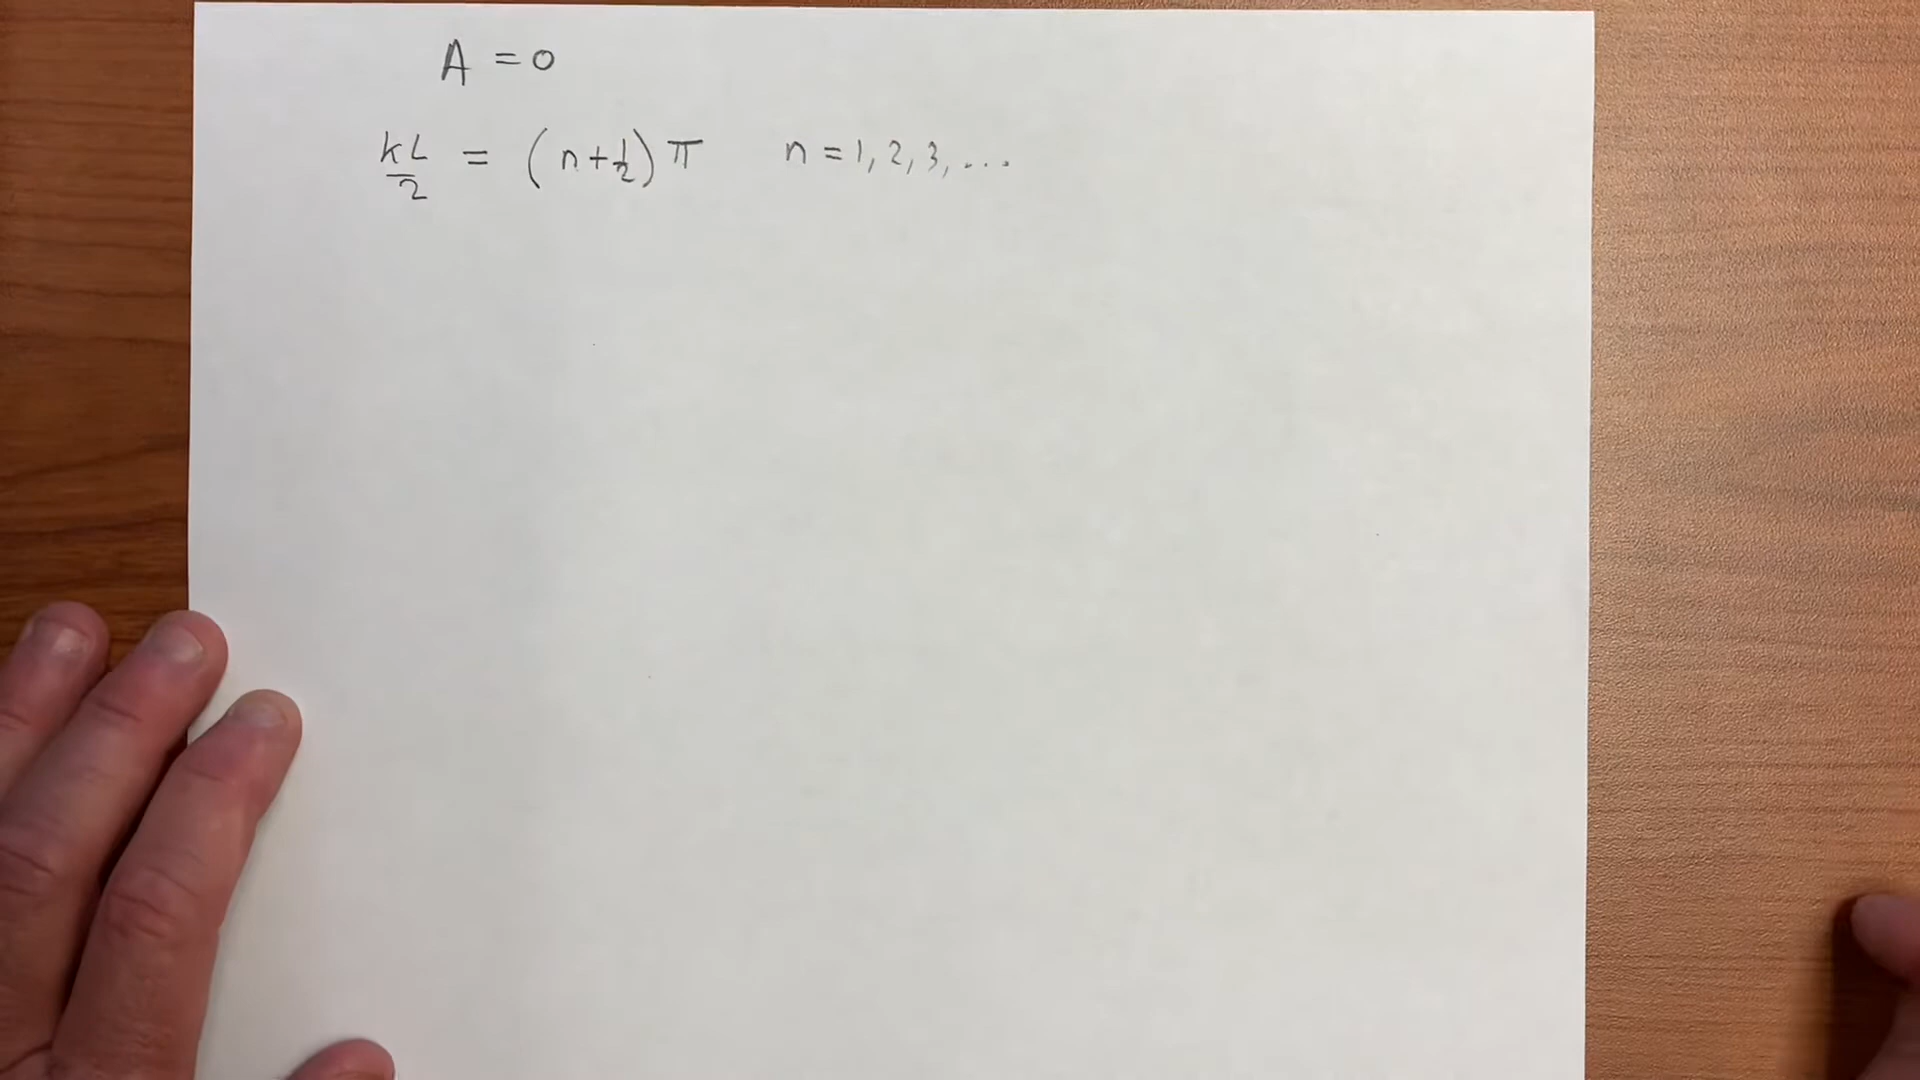 A = 0
kL/2 = (n+1/2) π n = 1, 2, 3, ...